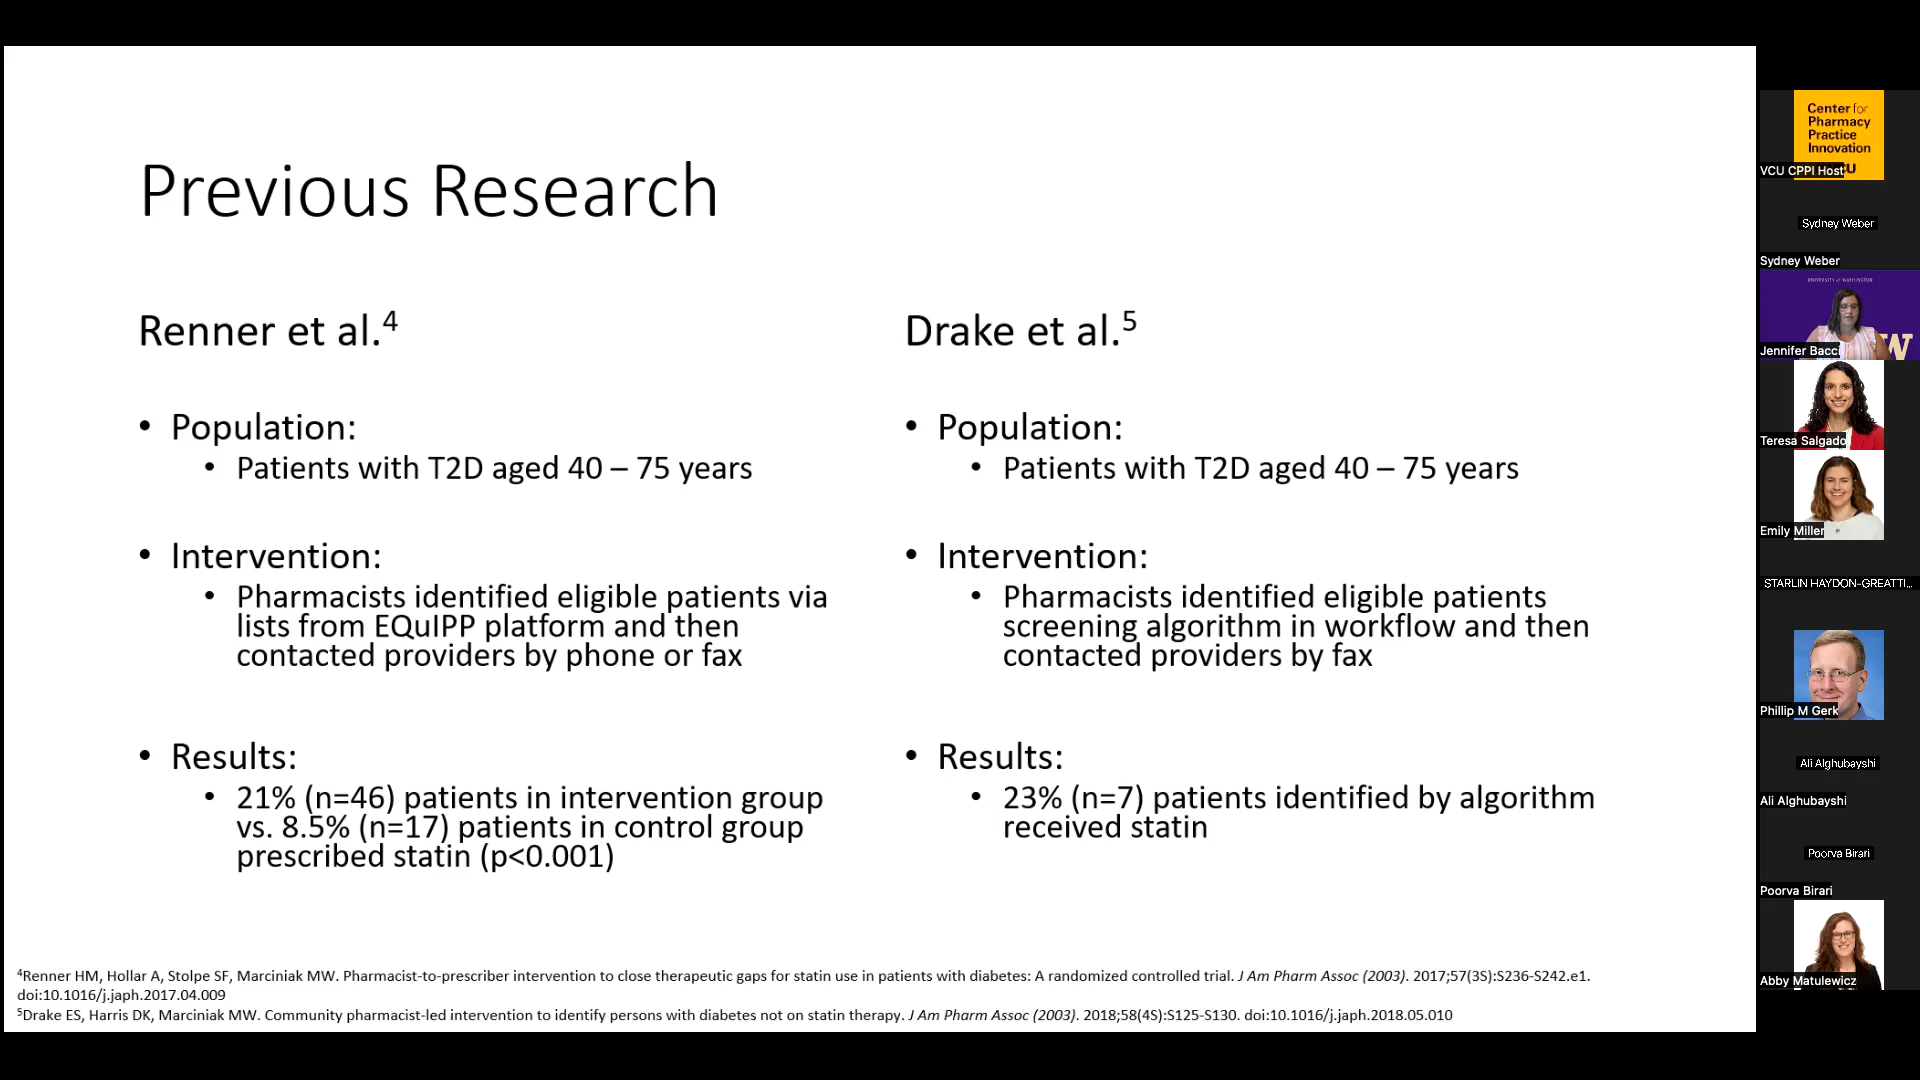 Previous Research
Renner et al.4
• Population:
• Patients with T2D aged 40 – 75 years
• Intervention:
• Pharmacists identified eligible patients via
lists from EQuIPP platform and then
contacted providers by phone or fax
• Results:
• 21% (n=46) patients in intervention group
vs. 8.5% (n=17) patients in control group
prescribed statin (p<0.001)
Drake et al.5
• Population:
• Patients with T2D aged 40 – 75 years
• Intervention:
• Pharmacists identified eligible patients
screening algorithm in workflow and then
contacted providers by fax
• Results:
• 23% (n=7) patients identified by algorithm
received statin
4Renner HM, Hollar A, Stolpe SF, Marciniak MW. Pharmacist-to-prescriber intervention to close therapeutic gaps for statin use in patients with diabetes: A randomized controlled trial. J Am Pharm Assoc (2003). 2017;57(3S):S236-S242.e1.
doi:10.1016/j.japh.2017.04.009
5Drake ES, Harris DK, Marciniak MW. Community pharmacist-led intervention to identify persons with diabetes not on statin therapy. J Am Pharm Assoc (2003). 2018;58(4S):S125-S130. doi:10.1016/j.japh.2018.05.010
Center for
Pharmacy
Practice
Innovation
VCU CPPI Host
Sydney Weber
Sydney Weber
UNIVERSITY of WASHINGTON
W
Jennifer Bacci
Teresa Salgado
Emily Miller
STARLIN HAYDON-GREATTI...
Phillip M Gerk
Ali Alghubayshi
Ali Alghubayshi
Poorva Birari
Poorva Birari
Abby Matulewicz